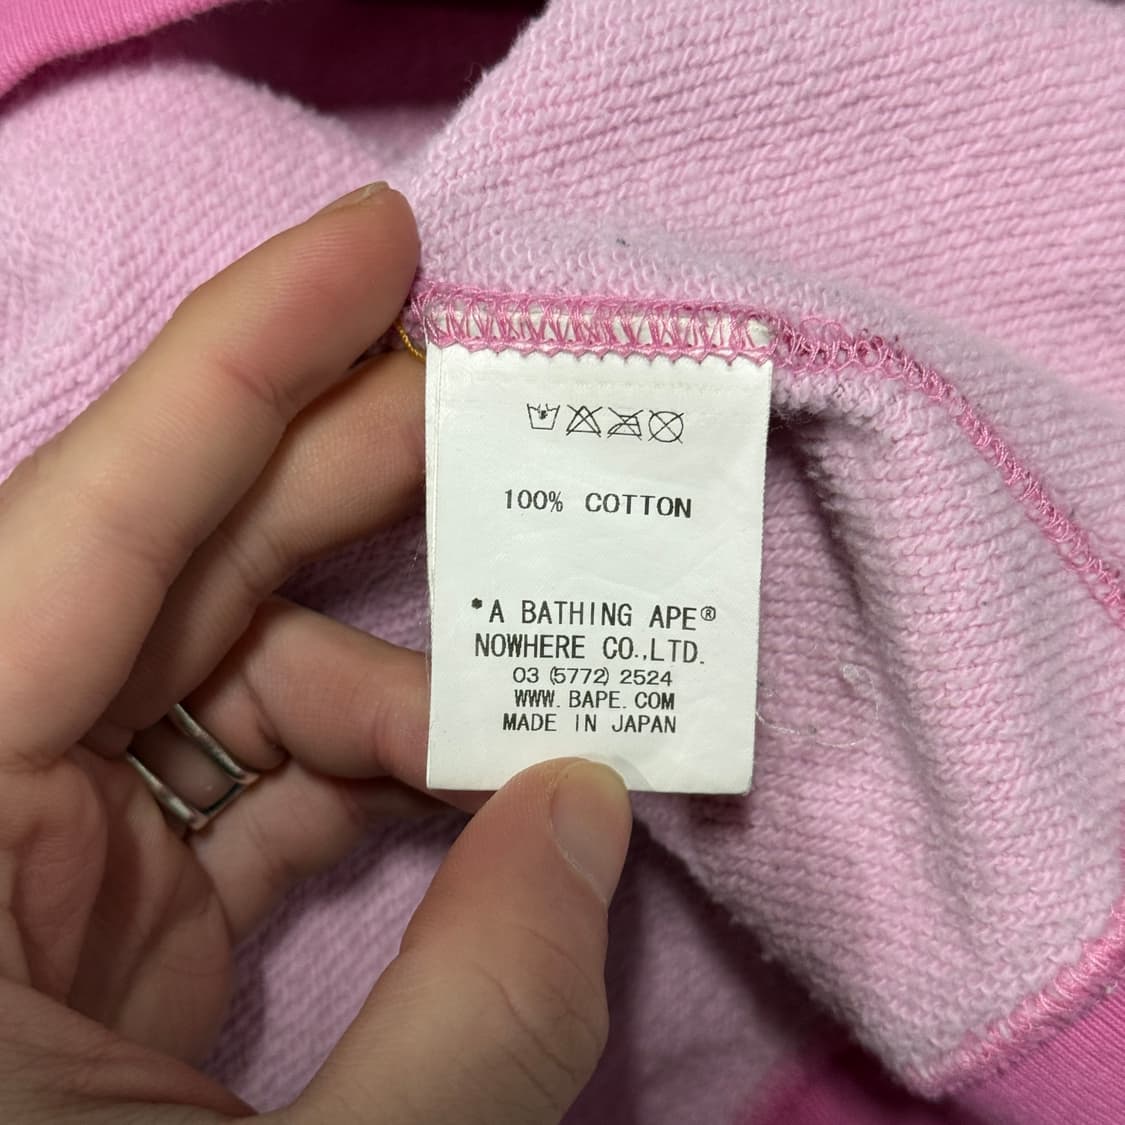 100% COTTON
*A BATHING APE®
NOWHERE CO.,LTD.
03 (5772) 2524
WWW. BAPE. COM
MADE IN JAPAN